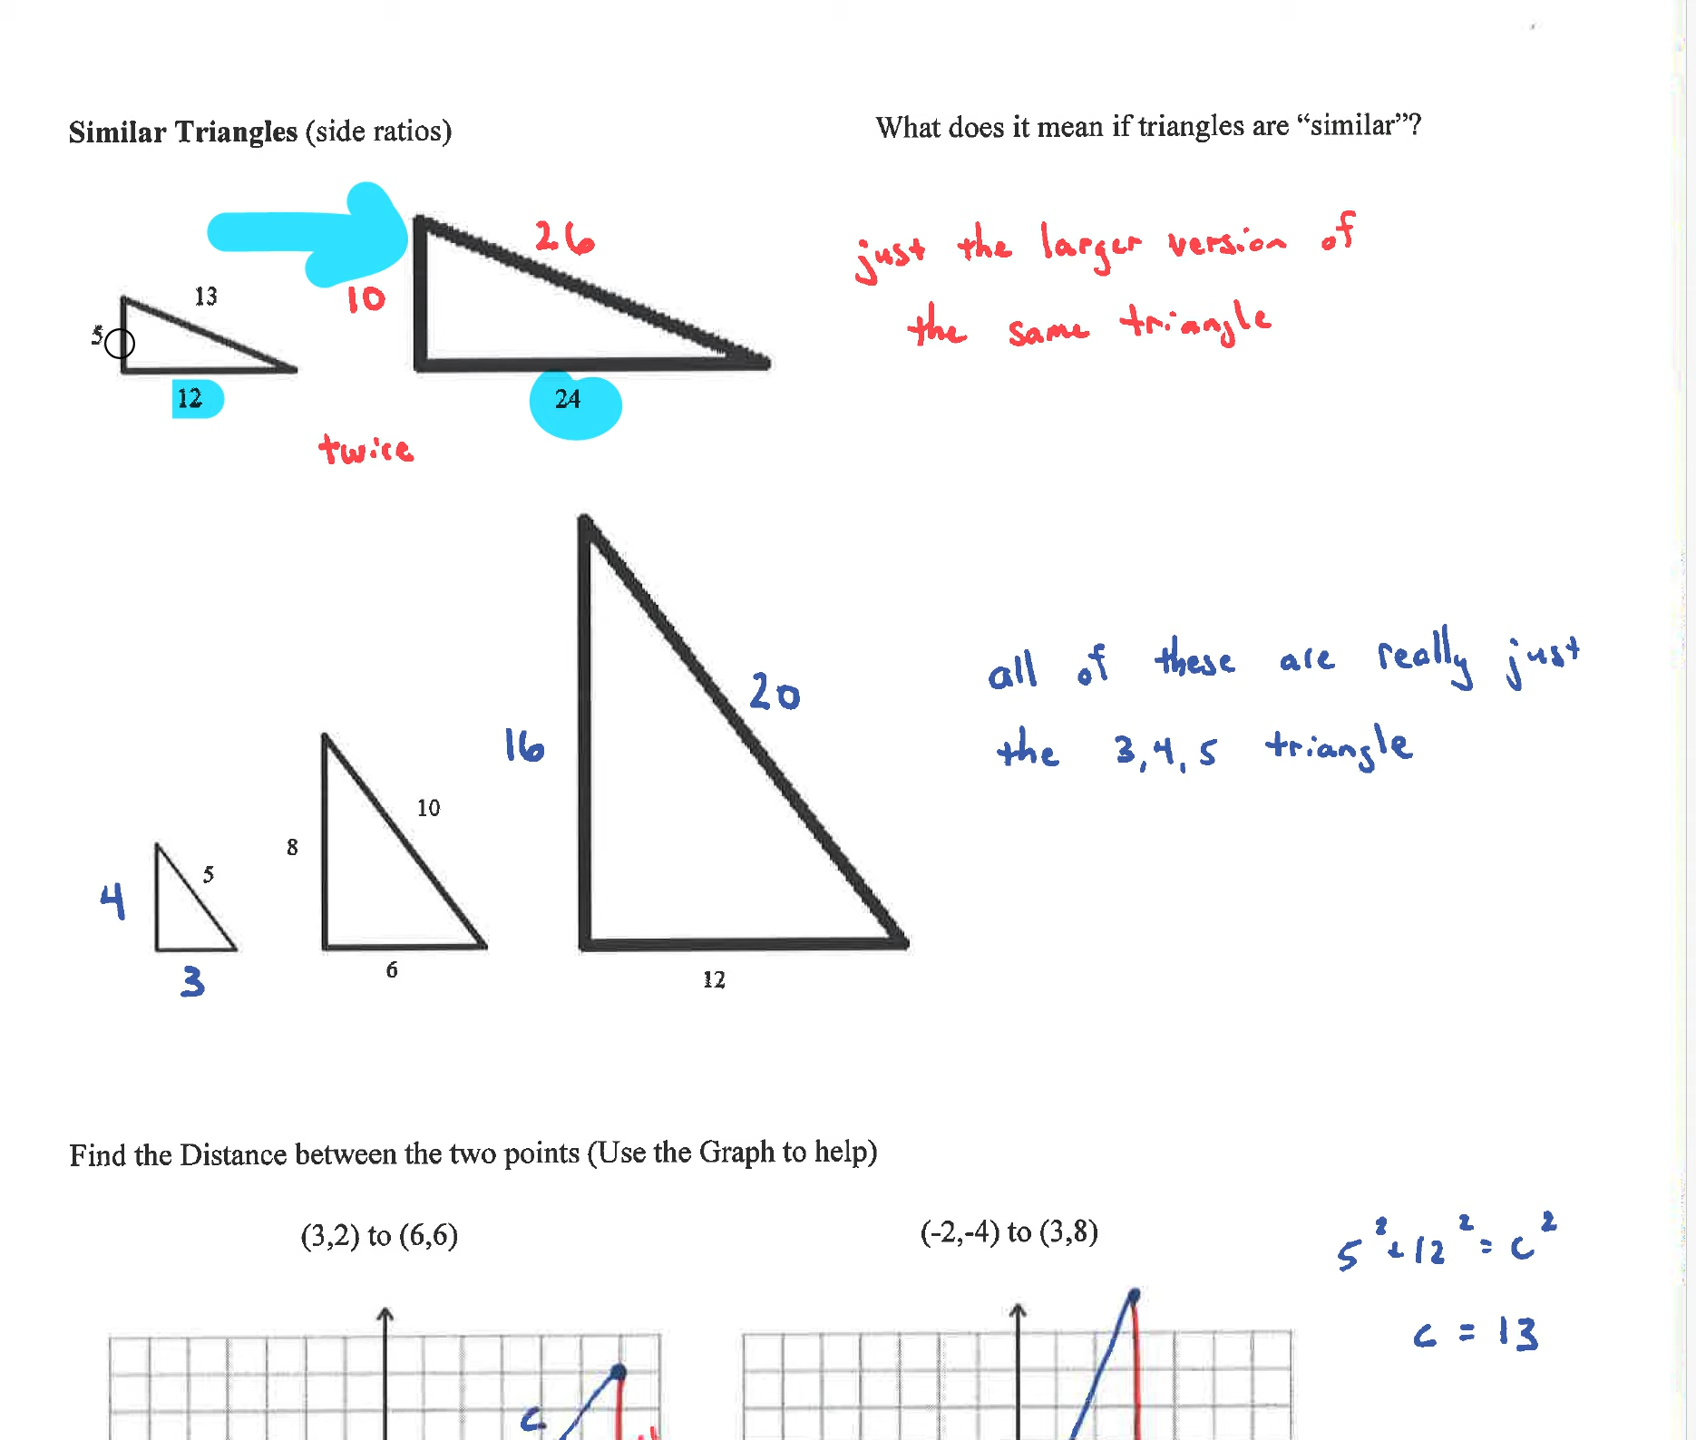 Similar Triangles (side ratios)
What does it mean if triangles are “similar”?
just the larger version of
the same triangle
26
13
10
5
12
24
twice
all of these are really just
the 3,4,5 triangle
20
16
10
8
5
4
3
6
12
Find the Distance between the two points (Use the Graph to help)
(3,2) to (6,6)
(-2,-4) to (3,8)
5²+12²=c²
c = 13
c